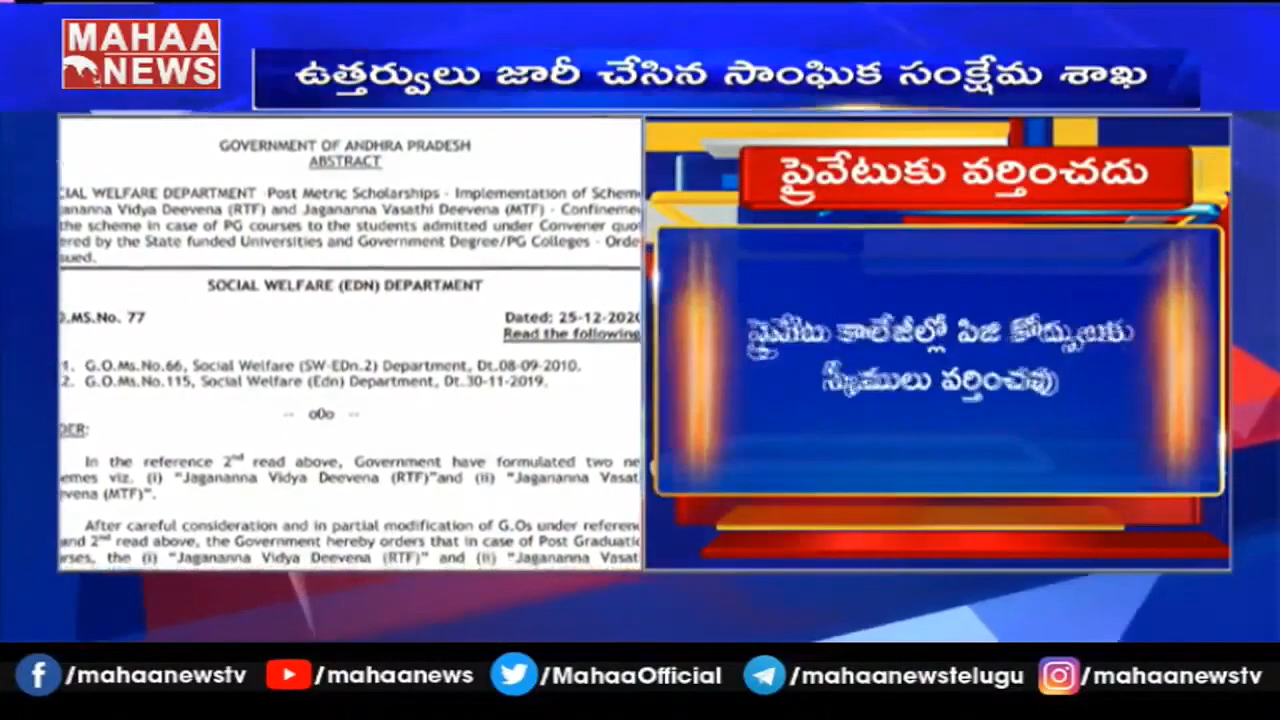 MAHAA
NEWS
ఉత్తర్వులు జారీ చేసిన సాంఘిక సంక్షేమ శాఖ
GOVERNMENT OF ANDHRA PRADESH
ABSTRACT
CIAL WELFARE DEPARTMENT Post Metric Scholarships - Implementation of Schem
ananna Vidya Deevena (RTF) and Jagananna Vasathi Deevena (MTF) - Confineme
the scheme in case of PG courses to the students admitted under Convener quo
ered by the State funded Universities and Government Degree/PG Colleges - Orde
sued.
SOCIAL WELFARE (EDN) DEPARTMENT
O.MS.No. 77
Dated: 25-12-2020
Read the following
1. G.O.Ms.No.66, Social Welfare (SW-EDn.2) Department, Dt.08-09-2010.
2. G.O.Ms.No.115, Social Welfare (Edn) Department, Dt.30-11-2019.
-- o0o --
DER:
In the reference 2nd read above, Government have formulated two ne
emes viz. (i) "Jagananna Vidya Deevena (RTF)"and (ii) "Jagananna Vasat
evena (MTF)".
After careful consideration and in partial modification of G.Os under referenc
and 2nd read above, the Government hereby orders that in case of Post Graduatio
rses, the (i) "Jagananna Vidya Deevena (RTF)" and (ii) "Jagananna Vasat
ప్రైవేటుకు వర్తించదు
ప్రైవేటు కాలేజీల్లో పిజి కోర్సులకు
స్కీములు వర్తించవు
/mahaanewstv
/mahaanews
/MahaaOfficial
/mahaanewstelugu
/mahaanewstv